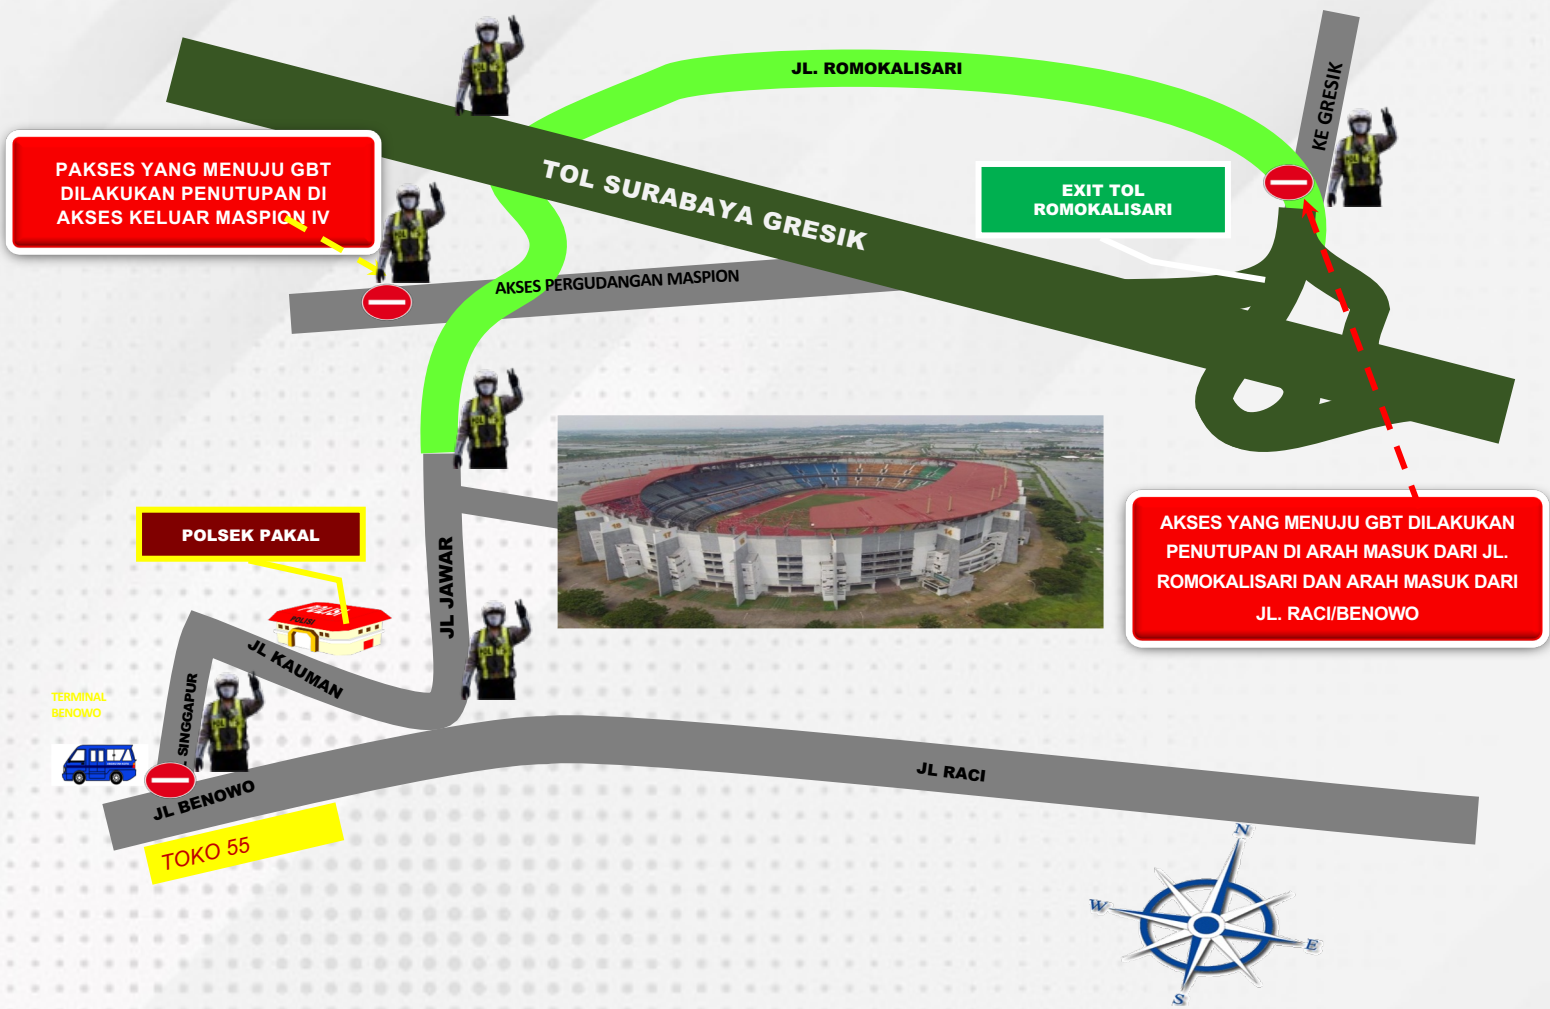 JL. ROMOKALISARI
KE GRESIK
PAKSES YANG MENUJU GBT
DILAKUKAN PENUTUPAN DI
AKSES KELUAR MASPION IV
TOL SURABAYA GRESIK
EXIT TOL
ROMOKALISARI
AKSES PERGUDANGAN MASPION
POLSEK PAKAL
AKSES YANG MENUJU GBT DILAKUKAN
PENUTUPAN DI ARAH MASUK DARI JL.
ROMOKALISARI DAN ARAH MASUK DARI
JL. RACI/BENOWO
JL JAWAR
POLISI
POLISI
JL KAUMAN
TERMINAL
BENOWO
SINGGAPUR
JL BENOWO
JL RACI
TOKO 55
N
W
E
S